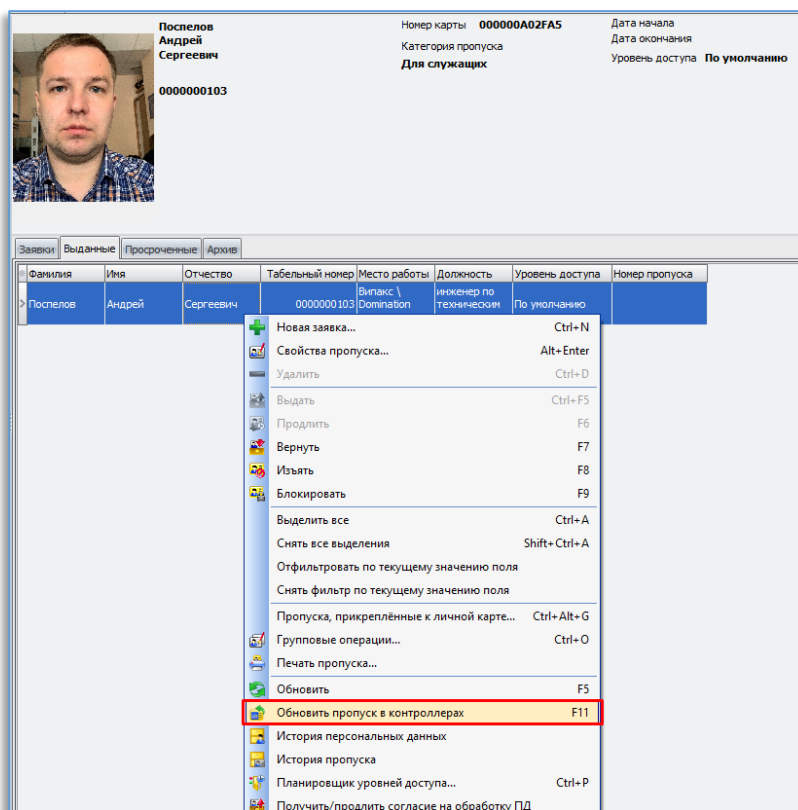 Поспелов
Андрей
Сергеевич
0000000103
Номер карты 000000A02FA5
Категория пропуска
Для служащих
Дата начала
Дата окончания
Уровень доступа По умолчанию
Заявки Выданные Просроченные Архив
Фамилия Имя Отчество Табельный номер Место работы Должность Уровень доступа Номер пропуска
Поспелов Андрей Сергеевич 0000000103 Випакс \ Domination инженер по техническим По умолчанию
Новая заявка... Ctrl+N
Свойства пропуска... Alt+Enter
Удалить Ctrl+D
Выдать Ctrl+F5
Продлить F6
Вернуть F7
Изъять F8
Блокировать F9
Выделить все Ctrl+A
Снять все выделения Shift+Ctrl+A
Отфильтровать по текущему значению поля
Снять фильтр по текущему значению поля
Пропуска, прикреплённые к личной карте... Ctrl+Alt+G
Групповые операции... Ctrl+O
Печать пропуска...
Обновить F5
Обновить пропуск в контроллерах F11
История персональных данных
История пропуска
Планировщик уровней доступа... Ctrl+P
Получить/продлить согласие на обработку ПД